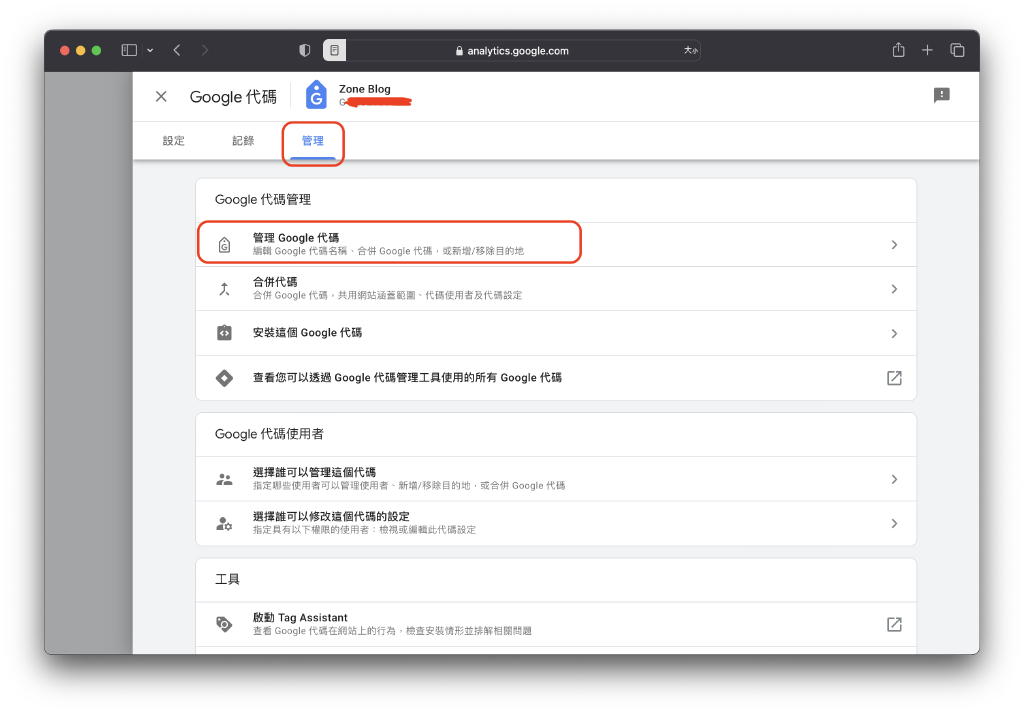 analytics.google.com
大小
Google 代碼
Zone Blog
G
設定
記錄
管理
Google 代碼管理
管理 Google 代碼
編輯 Google 代碼名稱、合併 Google 代碼，或新增/移除目的地
合併代碼
合併 Google 代碼，共用網站涵蓋範圍、代碼使用者及代碼設定
安裝這個 Google 代碼
查看您可以透過 Google 代碼管理工具使用的所有 Google 代碼
Google 代碼使用者
選擇誰可以管理這個代碼
指定哪些使用者可以管理使用者、新增/移除目的地，或合併 Google 代碼
選擇誰可以修改這個代碼的設定
指定具有以下權限的使用者：檢視或編輯此代碼設定
工具
啟動 Tag Assistant
查看 Google 代碼在網站上的行為，檢查安裝情形並排解相關問題